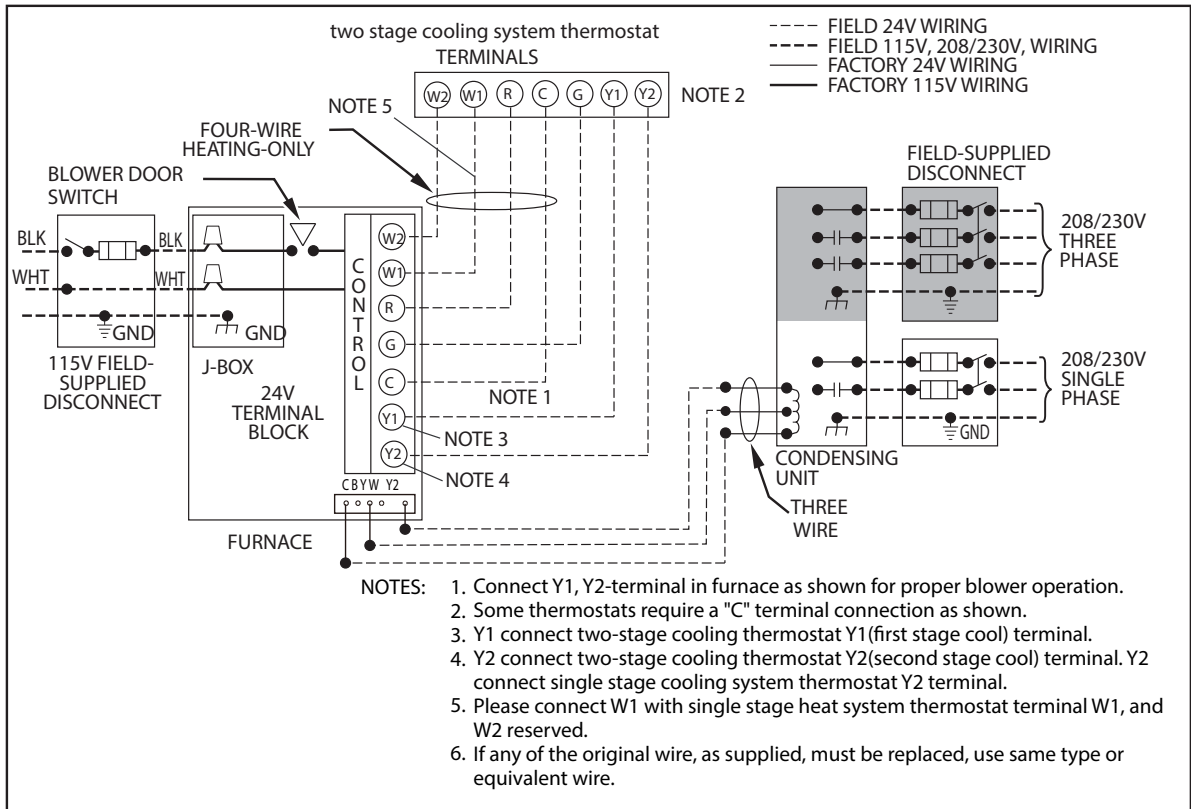 two stage cooling system thermostat
TERMINALS
W2 W1 R C G Y1 Y2
NOTE 2
FIELD 24V WIRING
FIELD 115V, 208/230V, WIRING
FACTORY 24V WIRING
FACTORY 115V WIRING
NOTE 5
FOUR-WIRE
HEATING-ONLY
BLOWER DOOR
SWITCH
BLK
BLK
WHT
WHT
GND
GND
115V FIELD-
SUPPLIED
DISCONNECT
J-BOX
24V
TERMINAL
BLOCK
CONTROL
W2
W1
R
G
C
Y1
Y2
NOTE 1
NOTE 3
NOTE 4
C B Y W Y2
FURNACE
FIELD-SUPPLIED
DISCONNECT
208/230V
THREE
PHASE
208/230V
SINGLE
PHASE
GND
CONDENSING
UNIT
THREE
WIRE
NOTES:
1. Connect Y1, Y2-terminal in furnace as shown for proper blower operation.
2. Some thermostats require a "C" terminal connection as shown.
3. Y1 connect two-stage cooling thermostat Y1(first stage cool) terminal.
4. Y2 connect two-stage cooling thermostat Y2(second stage cool) terminal. Y2
connect single stage cooling system thermostat Y2 terminal.
5. Please connect W1 with single stage heat system thermostat terminal W1, and
W2 reserved.
6. If any of the original wire, as supplied, must be replaced, use same type or
equivalent wire.